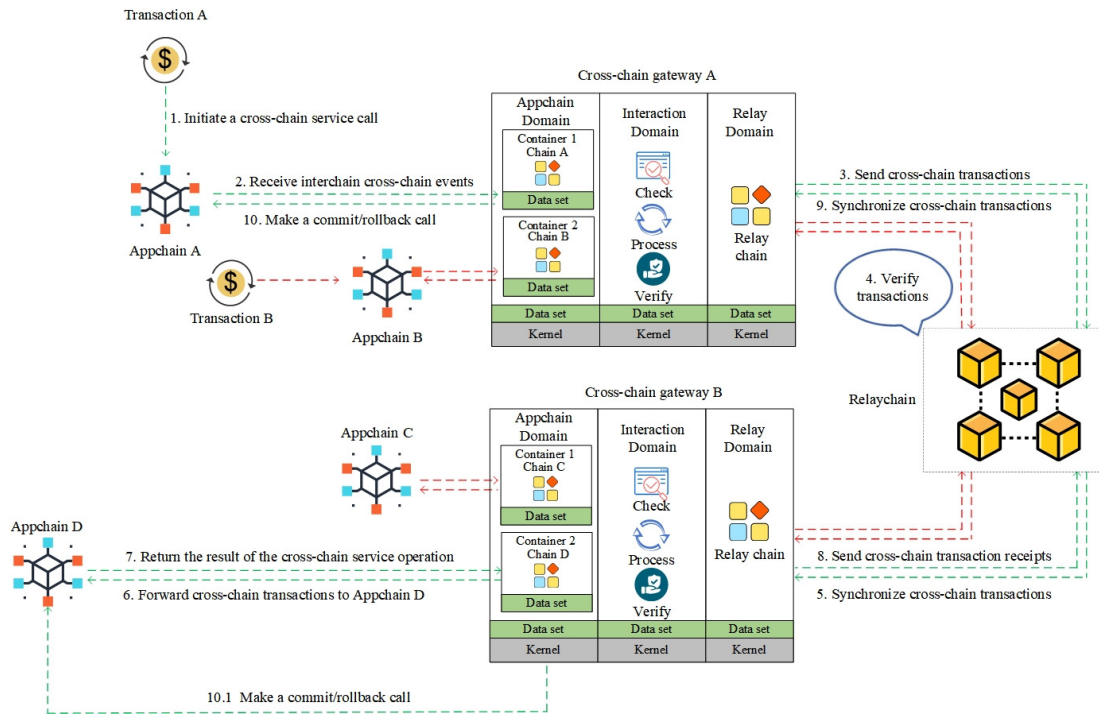 Transaction A
$
1. Initiate a cross-chain service call
Appchain A
2. Receive interchain cross-chain events
10. Make a commit/rollback call
$
Transaction B
Appchain B
Cross-chain gateway A
Appchain
Domain
Container 1
Chain A
Data set
Container 2
Chain B
Data set
Data set
Kernel
Interaction
Domain
Check
Process
Verify
Data set
Kernel
Relay
Domain
Relay
chain
Data set
Kernel
3. Send cross-chain transactions
9. Synchronize cross-chain transactions
4. Verify
transactions
Relaychain
Cross-chain gateway B
Appchain C
Appchain D
7. Return the result of the cross-chain service operation
6. Forward cross-chain transactions to Appchain D
Appchain
Domain
Container 1
Chain C
Data set
Container 2
Chain D
Data set
Data set
Kernel
Interaction
Domain
Check
Process
Verify
Data set
Kernel
Relay
Domain
Relay chain
Data set
Kernel
8. Send cross-chain transaction receipts
5. Synchronize cross-chain transactions
10.1 Make a commit/rollback call